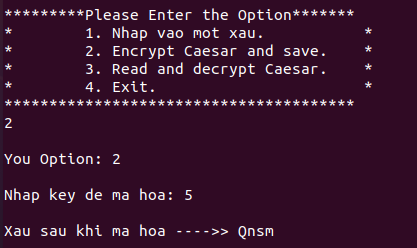 *********Please Enter the Option*******
*        1. Nhap vao mot xau.           *
*        2. Encrypt Caesar and save.    *
*        3. Read and decrypt Caesar.    *
*        4. Exit.                       *
***************************************
2
You Option: 2
Nhap key de ma hoa: 5
Xau sau khi ma hoa ---->> Qnsm